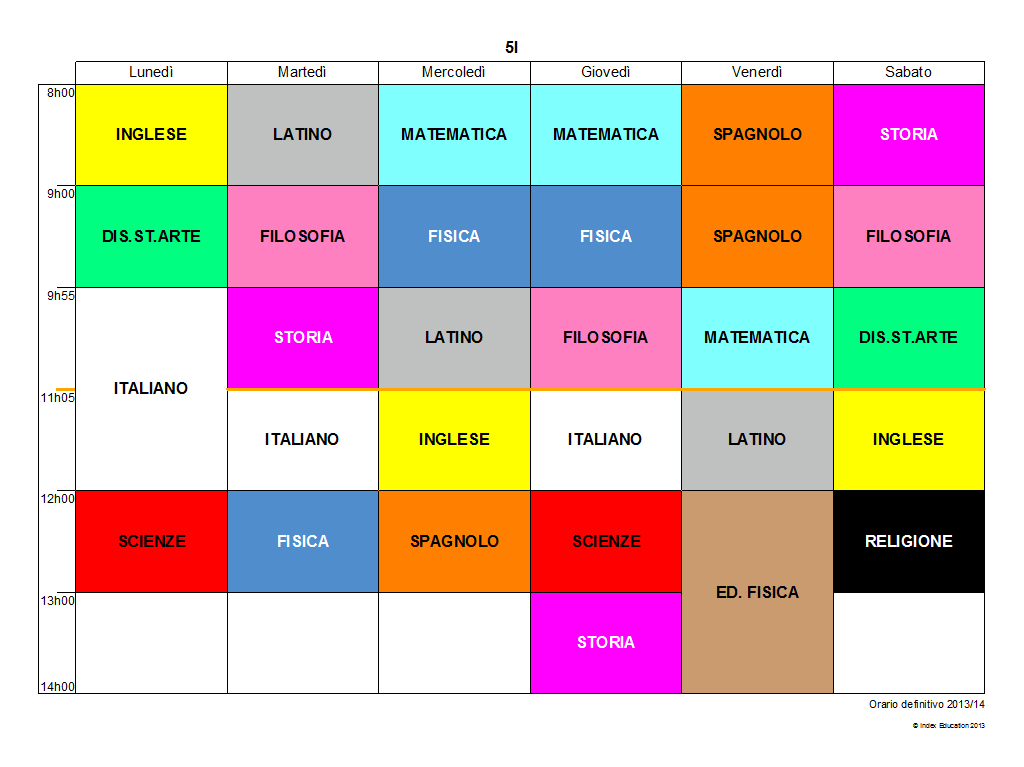 5I
Lunedì Martedì Mercoledì Giovedì Venerdì Sabato
8h00
INGLESE LATINO MATEMATICA MATEMATICA SPAGNOLO STORIA
9h00
DIS.ST.ARTE FILOSOFIA FISICA FISICA SPAGNOLO FILOSOFIA
9h55
STORIA LATINO FILOSOFIA MATEMATICA DIS.ST.ARTE
ITALIANO
11h05
ITALIANO INGLESE ITALIANO LATINO INGLESE
12h00
SCIENZE FISICA SPAGNOLO SCIENZE RELIGIONE
ED. FISICA
13h00
STORIA
14h00
Orario definitivo 2013/14
© Index Education 2013